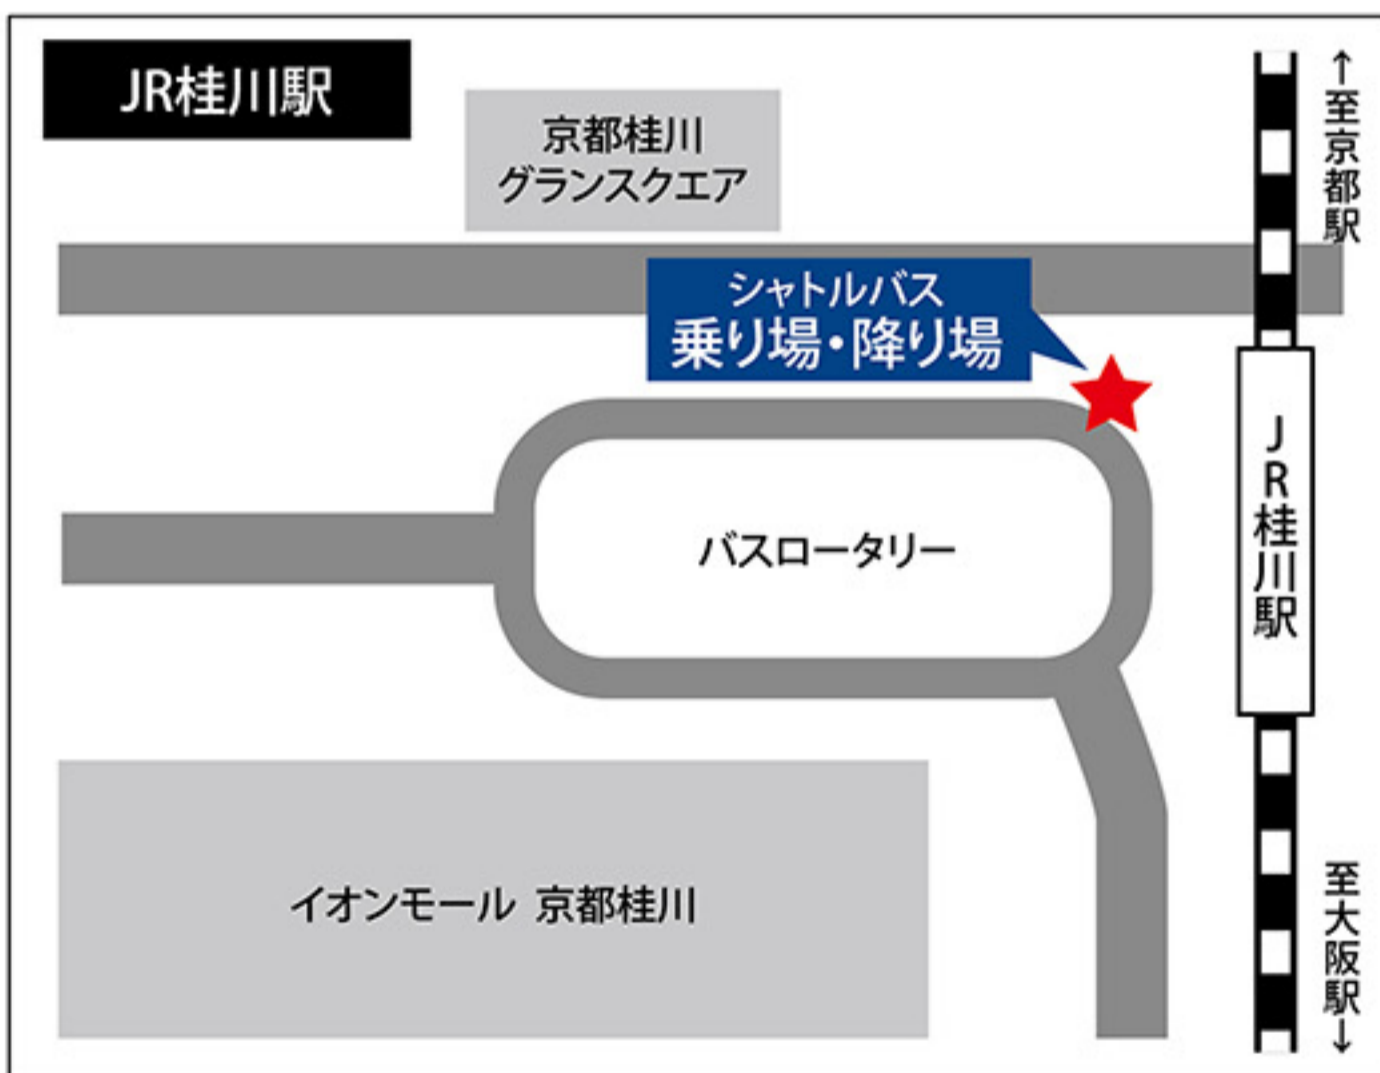 JR桂川駅
京都桂川
グランスクエア
↑至京都駅
シャトルバス
乗り場・降り場
JR桂川駅
バスロータリー
イオンモール 京都桂川
至大阪駅↓